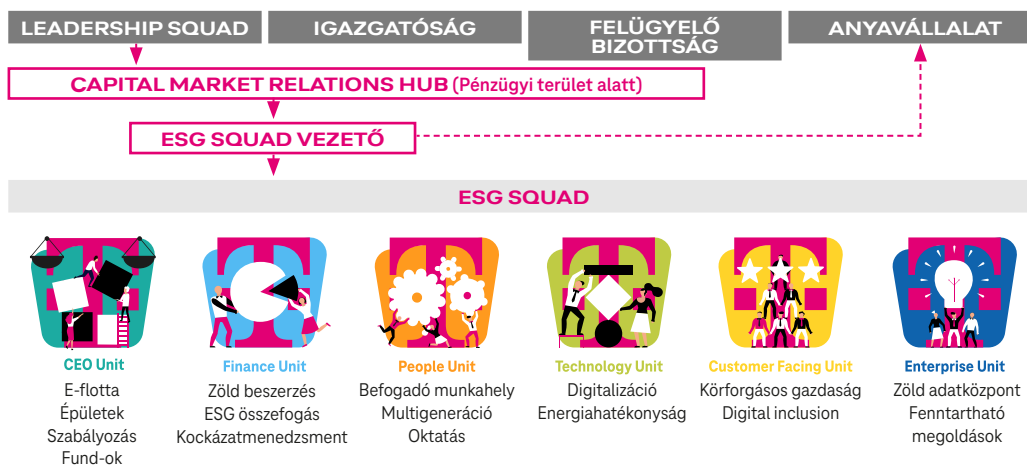 LEADERSHIP SQUAD
IGAZGATÓSÁG
FELÜGYELŐ
BIZOTTSÁG
ANYAVÁLLALAT
CAPITAL MARKET RELATIONS HUB (Pénzügyi terület alatt)
ESG SQUAD VEZETŐ
ESG SQUAD
CEO Unit
E-flotta
Épületek
Szabályozás
Fund-ok
Finance Unit
Zöld beszerzés
ESG összefogás
Kockázatmenedzsment
People Unit
Befogadó munkahely
Multigeneráció
Oktatás
Technology Unit
Digitalizáció
Energiahatékonyság
Customer Facing Unit
Körforgásos gazdaság
Digital inclusion
Enterprise Unit
Zöld adatközpont
Fenntartható
megoldások